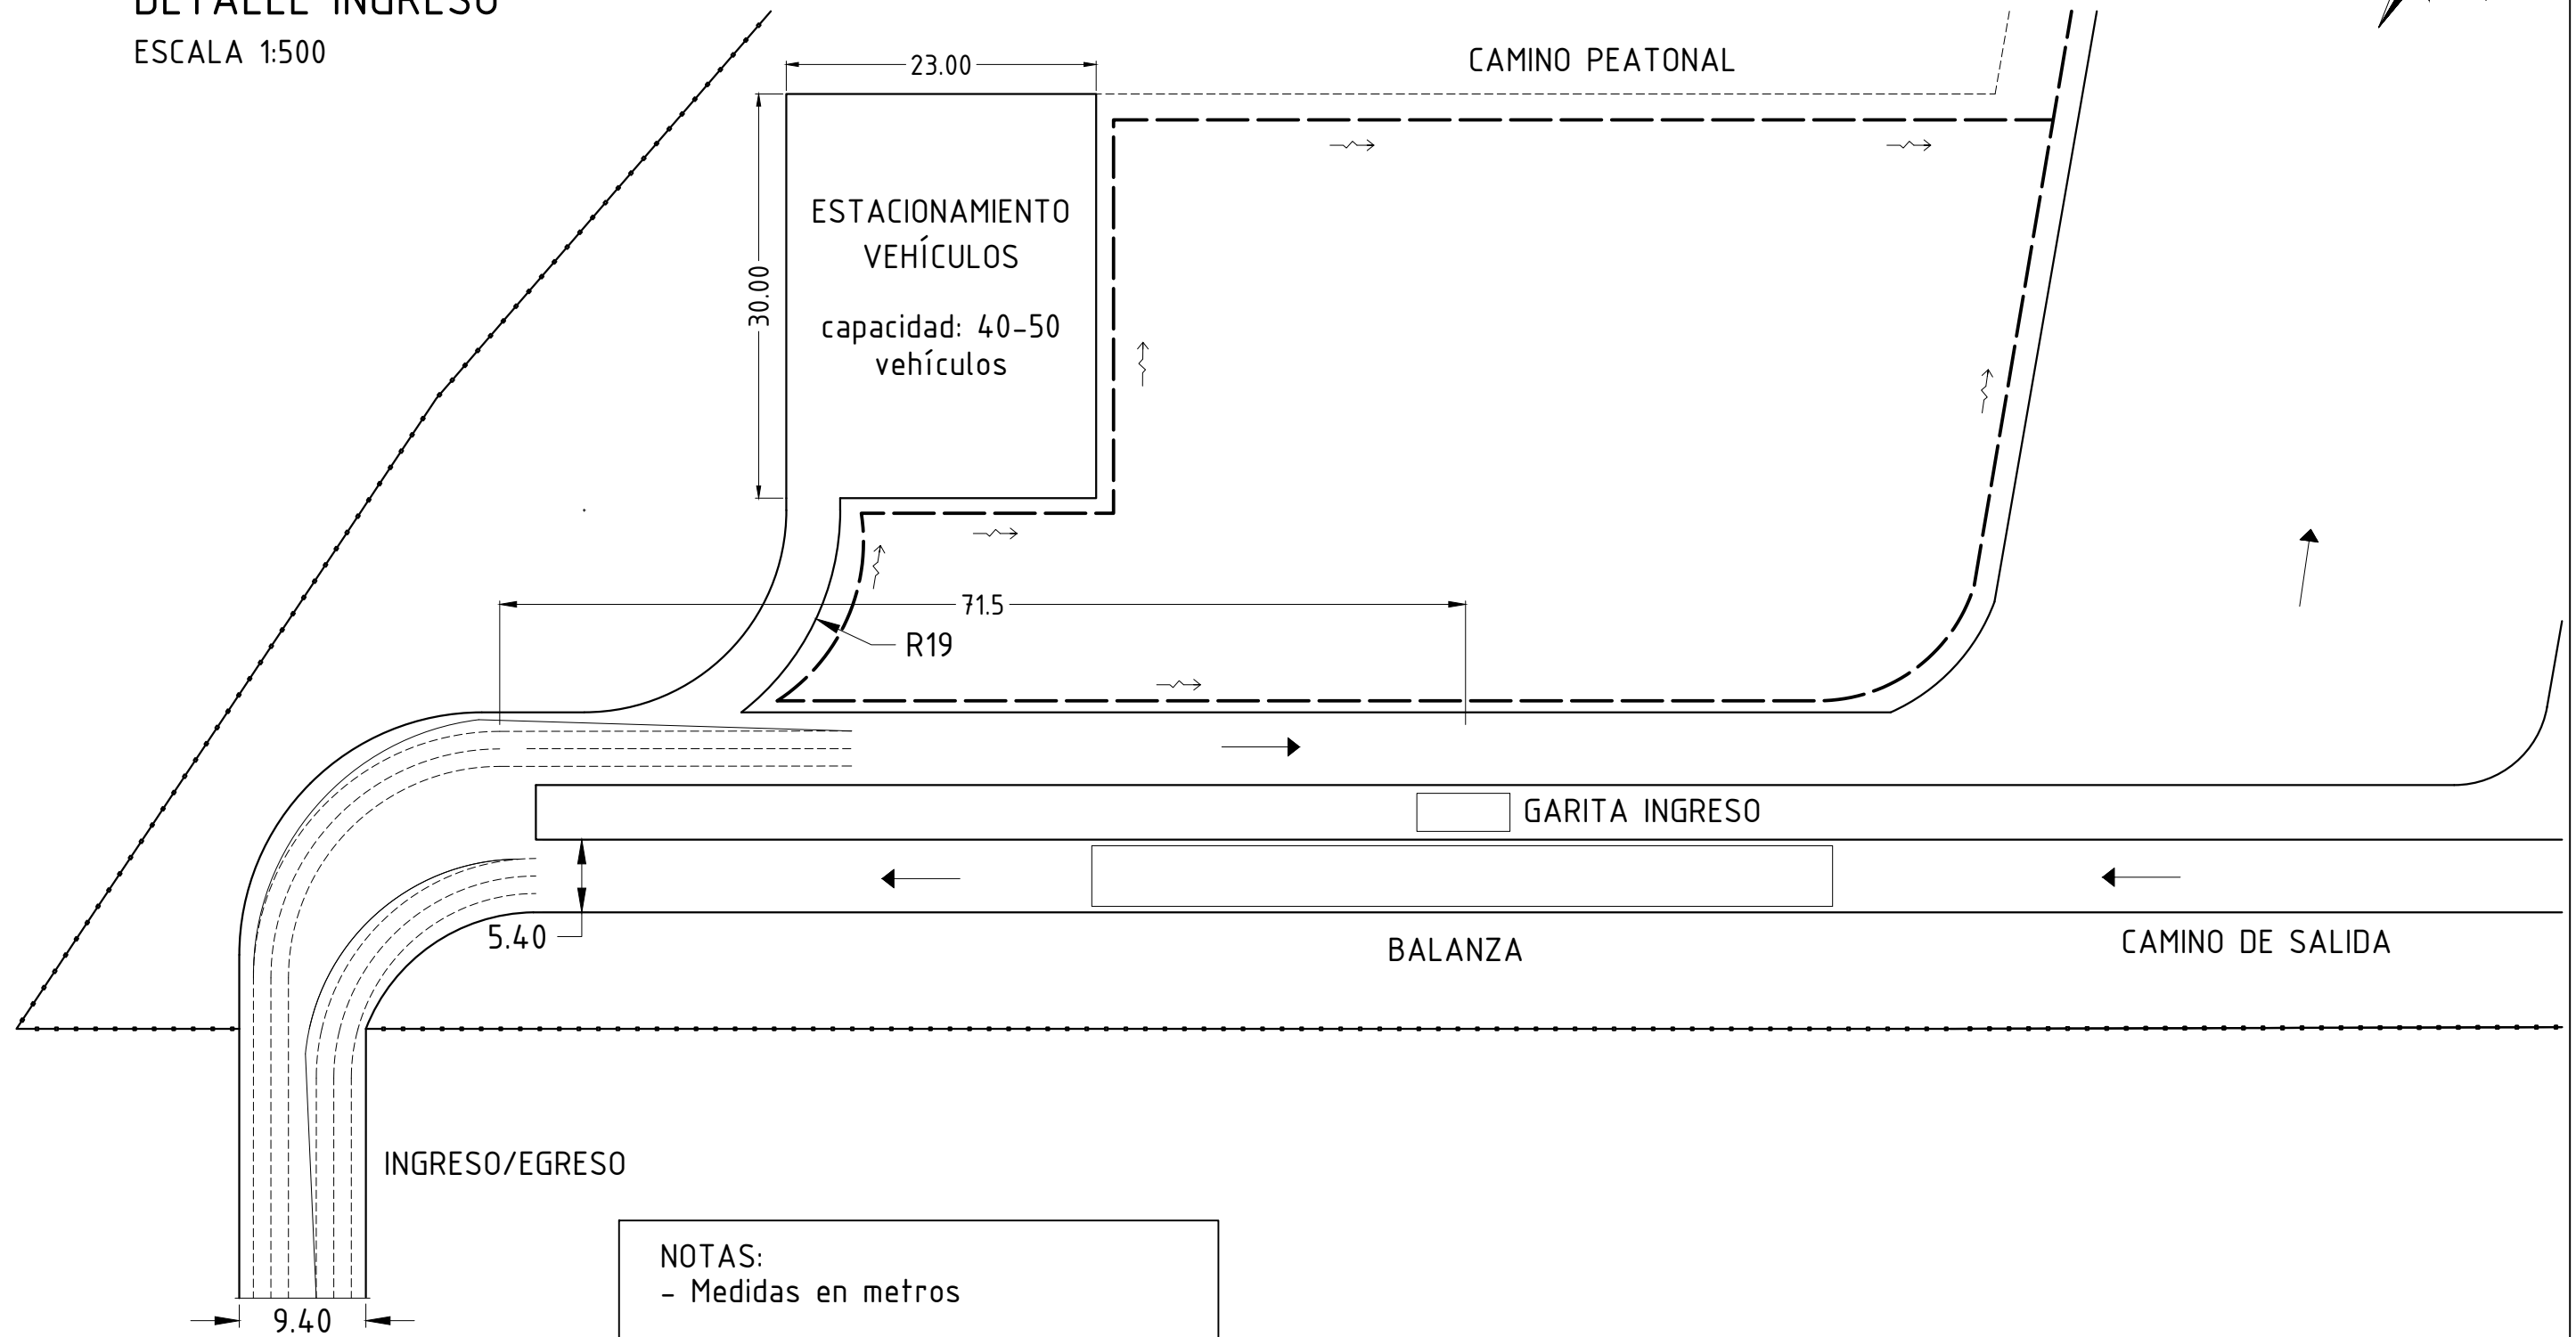 DETALLE INGRESO
ESCALA 1:500
23.00
CAMINO PEATONAL
30.00
ESTACIONAMIENTO
VEHÍCULOS
capacidad: 40-50
vehículos
71.5
R19
GARITA INGRESO
5.40
BALANZA
CAMINO DE SALIDA
INGRESO/EGRESO
NOTAS:
- Medidas en metros
9.40